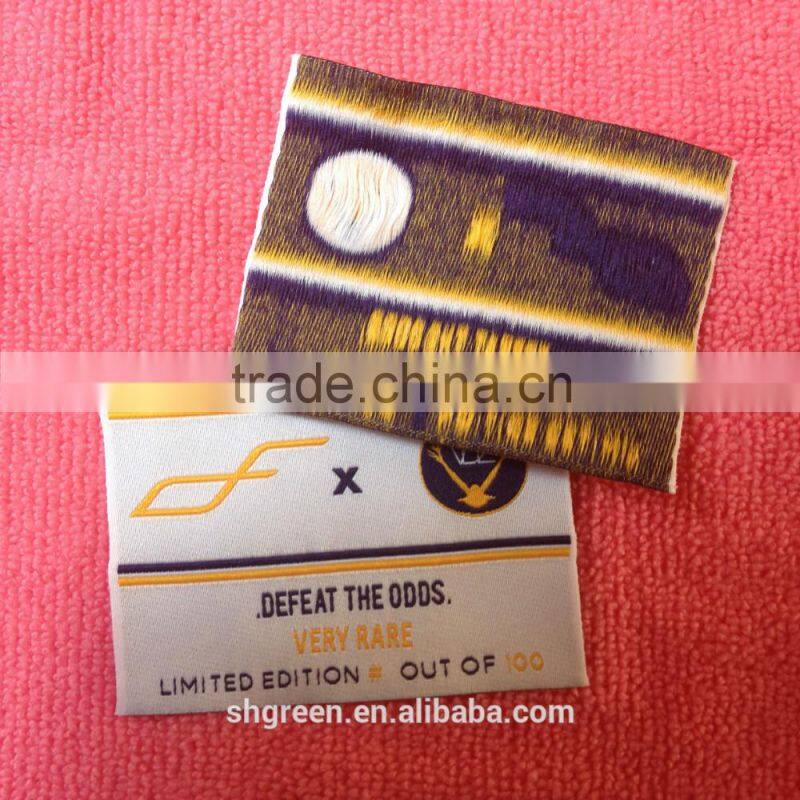 trade.china.cn
x
.DEFEAT THE ODDS.
VERY RARE
LIMITED EDITION # OUT OF 100
shgreen.en.alibaba.com